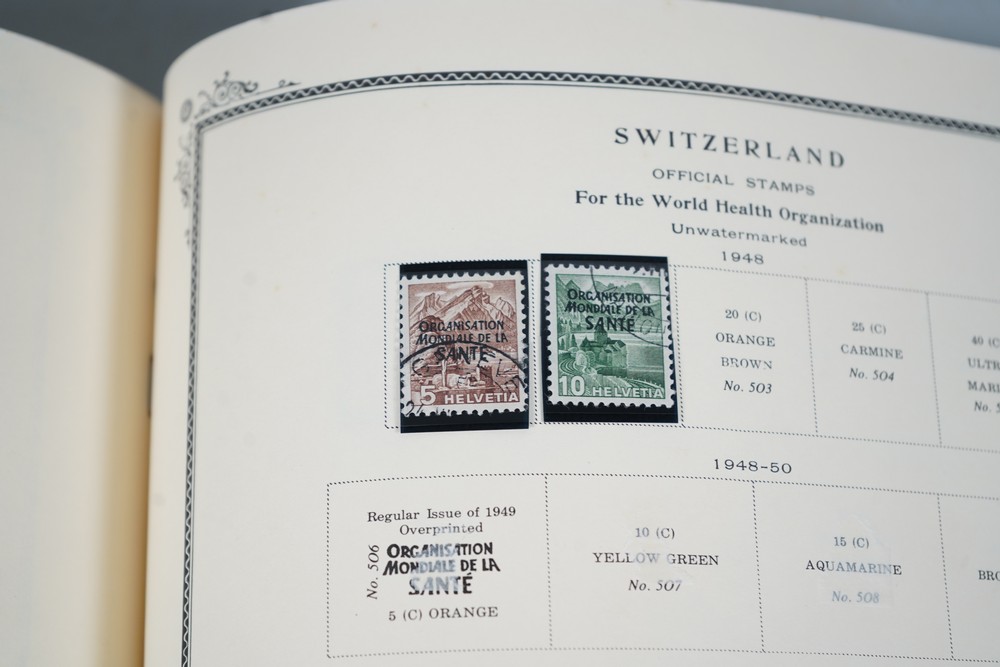 SWITZERLAND
OFFICIAL STAMPS
For the World Health Organization
Unwatermarked
1948
ORGANISATION
MONDIALE DE LA
SANTÉ
5 HELVETIA
ORGANISATION
MONDIALE DE LA
SANTÉ
10 HELVETIA
20 (C)
ORANGE
BROWN
No. 503
25 (C)
CARMINE
No. 504
40 (C
1948-50
Regular Issue of 1949
Overprinted
No. 506
ORGANISATION
MONDIALE DE LA
SANTÉ
5 (C) ORANGE
10 (C)
YELLOW GREEN
No. 507
15 (C)
AQUAMARINE
No. 508